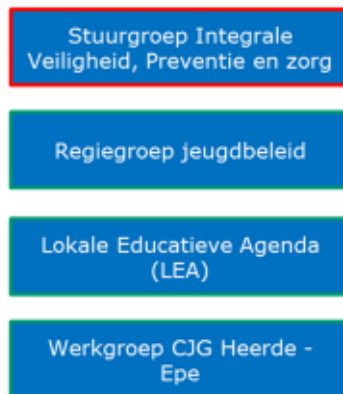 Stuurgroep Integrale
Veiligheid, Preventie en zorg
Regiegroep jeugdbeleid
Lokale Educatieve Agenda
(LEA)
Werkgroep CJG Heerde -
Epe